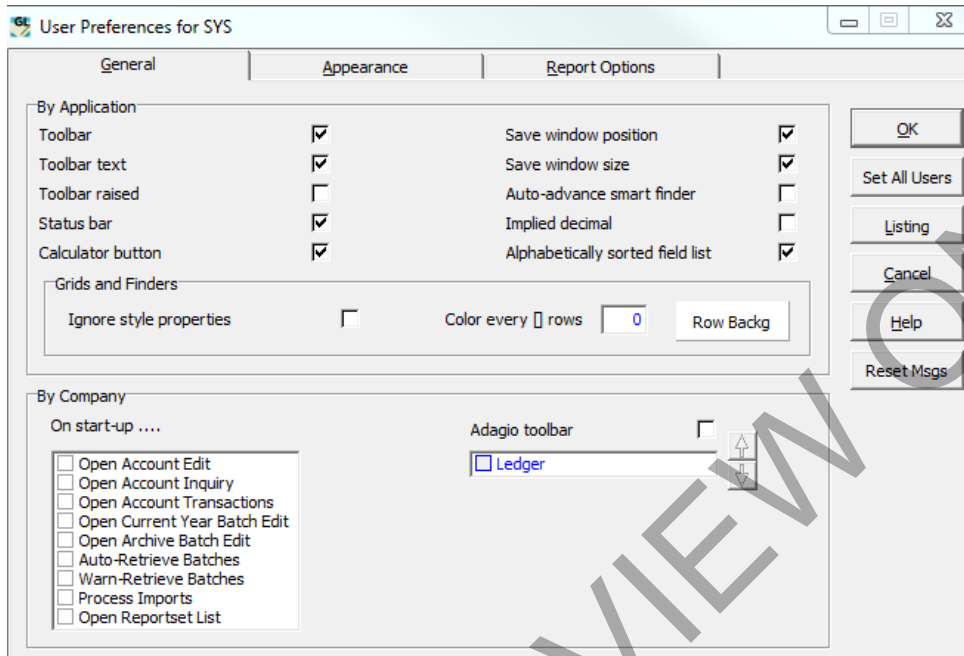 GL User Preferences for SYS
General Appearance Report Options
By Application
Toolbar Save window position
Toolbar text Save window size
Toolbar raised Auto-advance smart finder
Status bar Implied decimal
Calculator button Alphabetically sorted field list
Grids and Finders
Ignore style properties Color every [] rows 0 Row Backg
By Company
On start-up .... Adagio toolbar
Open Account Edit Ledger
Open Account Inquiry
Open Account Transactions
Open Current Year Batch Edit
Open Archive Batch Edit
Auto-Retrieve Batches
Warn-Retrieve Batches
Process Imports
Open Reportset List
OK
Set All Users
Listing
Cancel
Help
Reset Msgs
VIEW